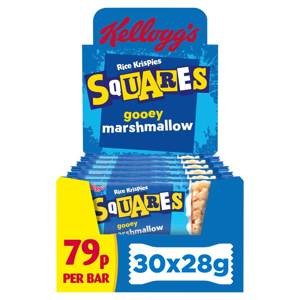 Kellogg's
Rice Krispies
SQUARES
gooey
marshmallow
Rice Krispies
SQUARES
gooey
marshmallow
79p
PER BAR
30x28g